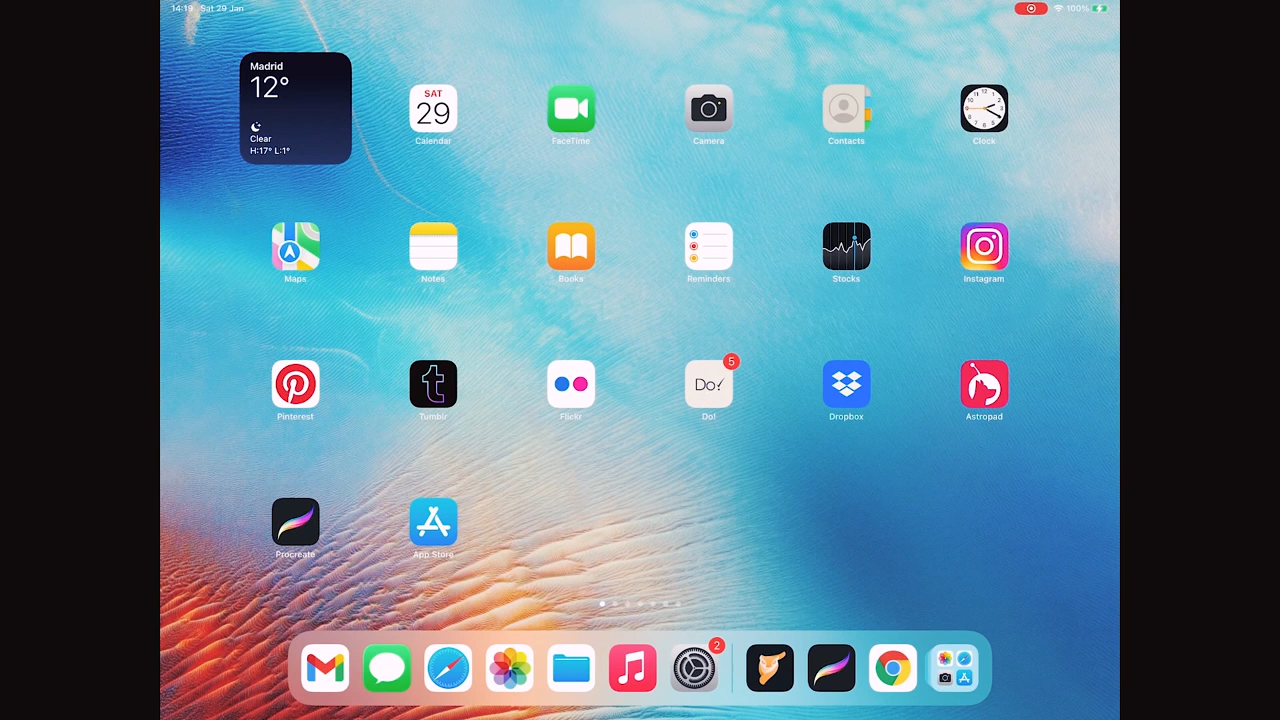 14:19 Sat 29 Jan
100%
Madrid
12°
Clear
H:17° L:1°
SAT
29
Calendar
FaceTime
Camera
Contacts
Clock
Maps
Notes
Books
Reminders
Stocks
Instagram
Pinterest
Tumblr
Flickr
Do!
5
Do!
Dropbox
Astropad
Procreate
App Store
2